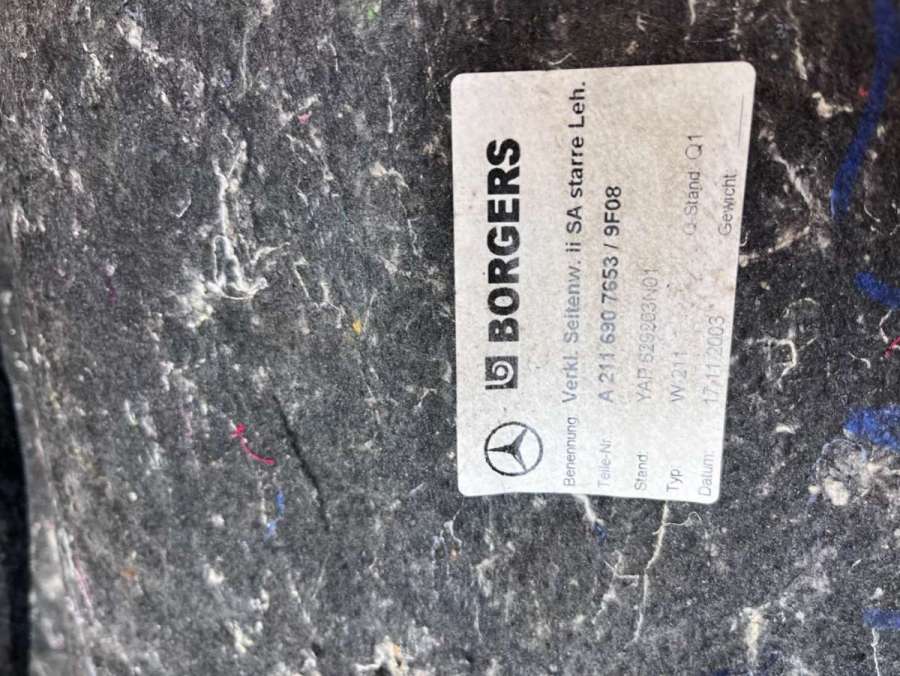 BORGERS
Benennung Verkl. Seitenw. li SA starre Leh.
Teile-Nr A 211 690 7653 / 9F08
Stand YAP 529283N01
Typ W 211 Q-Stand: Q1
Datum: 17.11.2003 Gewicht